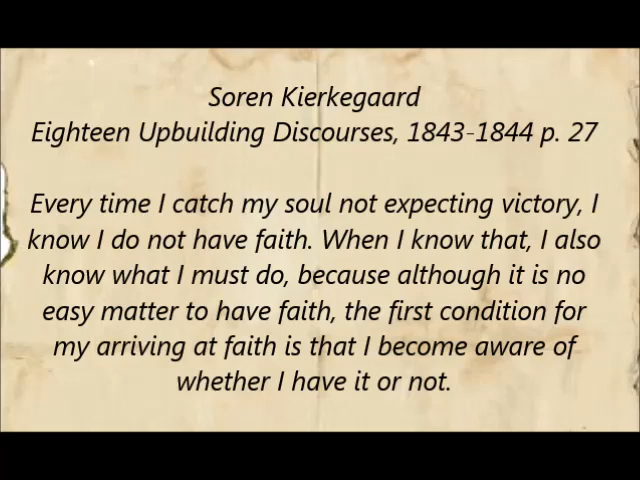 Soren Kierkegaard
Eighteen Upbuilding Discourses, 1843-1844 p. 27
Every time I catch my soul not expecting victory, I
know I do not have faith. When I know that, I also
know what I must do, because although it is no
easy matter to have faith, the first condition for
my arriving at faith is that I become aware of
whether I have it or not.